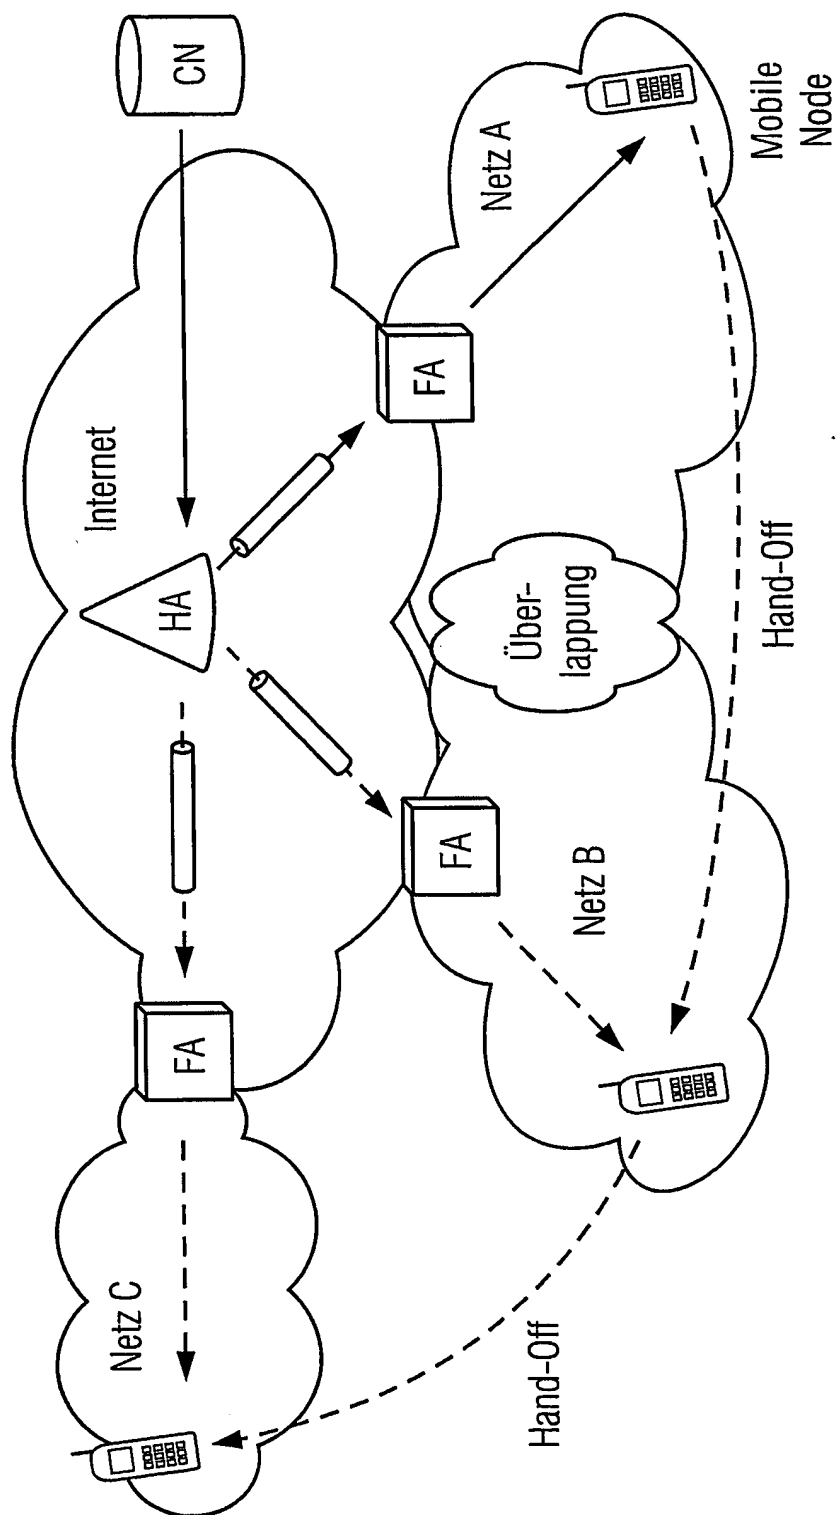 Internet
Netz C
FA
HA
CN
FA
FA
Netz A
Über-
lappung
Hand-Off
Netz B
Hand-Off
Mobile
Node